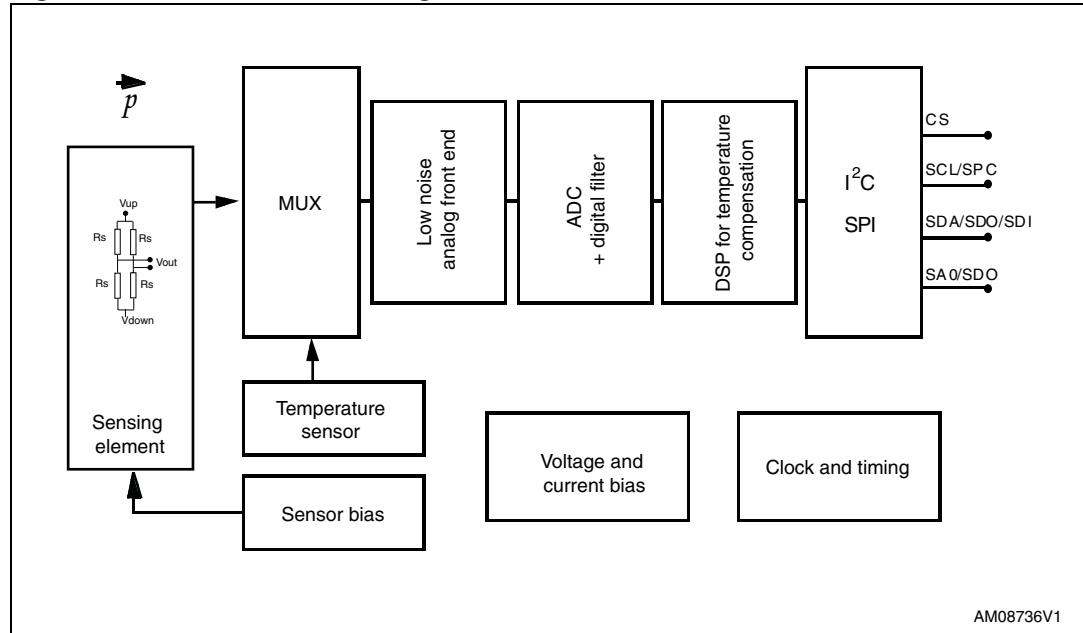 p
Vup
Rs Rs
Vout
Rs Rs
Vdown
Sensing
element
MUX
Low noise
analog front end
ADC
+ digital filter
DSP for temperature
compensation
I²C
SPI
CS
SCL/SPC
SDA/SDO/SDI
SA0/SDO
Temperature
sensor
Sensor bias
Voltage and
current bias
Clock and timing
AM08736V1